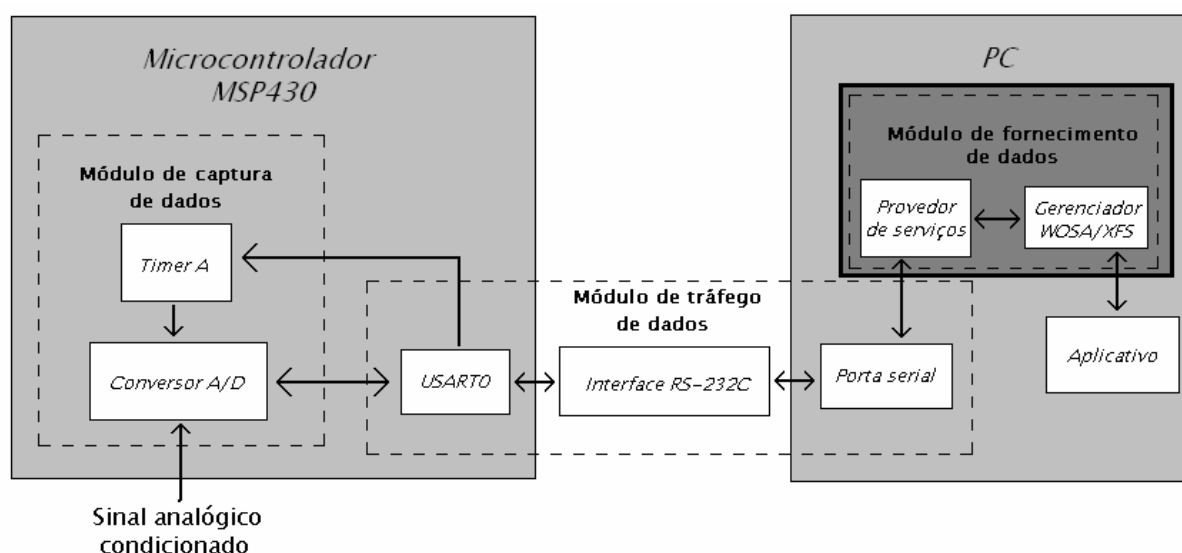 Microcontrolador
MSP430
Módulo de captura
de dados
Timer A
Conversor A/D
Sinal analógico
condicionado
USART0
Módulo de tráfego
de dados
Interface RS-232C
PC
Módulo de fornecimento
de dados
Provedor
de serviços
Gerenciador
WOSA/XFS
Porta serial
Aplicativo